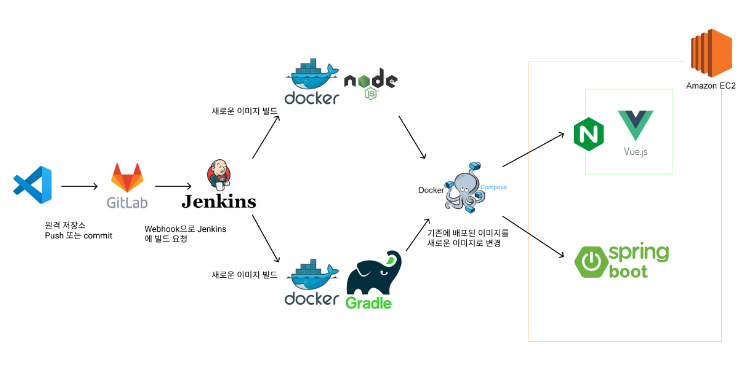 Amazon EC2
docker
node
JS
새로운 이미지 빌드
Vue.js
GitLab
Jenkins
Docker
Compose
원격 저장소
Push 또는 commit
Webhook으로 Jenkins
에 빌드 요청
기존에 배포된 이미지를
새로운 이미지로 변경
spring
boot
새로운 이미지 빌드
docker
Gradle